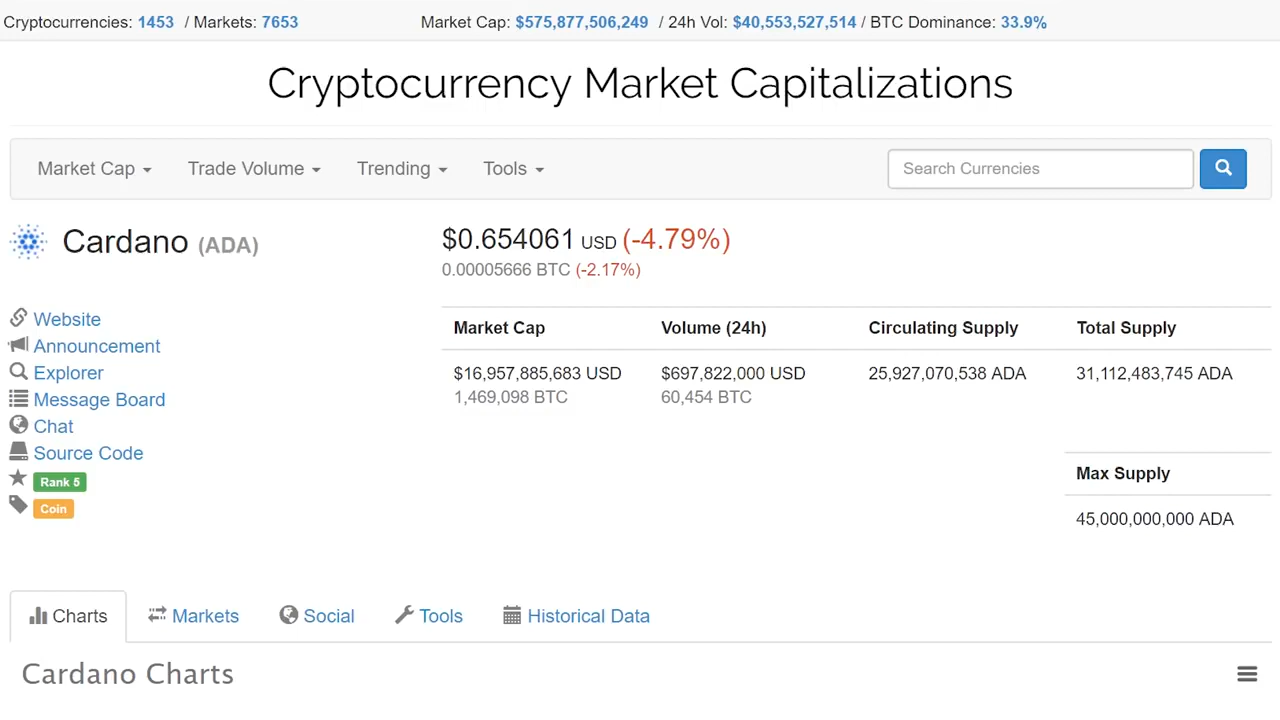 Cryptocurrencies: 1453 / Markets: 7653 Market Cap: $575,877,506,249 / 24h Vol: $40,553,527,514 / BTC Dominance: 33.9%
Cryptocurrency Market Capitalizations
Market Cap Trade Volume Trending Tools Search Currencies
Cardano (ADA) $0.654061 USD (-4.79%)
0.00005666 BTC (-2.17%)
Website
Announcement
Explorer
Message Board
Chat
Source Code
Rank 5
Coin
Market Cap Volume (24h) Circulating Supply Total Supply
$16,957,885,683 USD $697,822,000 USD 25,927,070,538 ADA 31,112,483,745 ADA
1,469,098 BTC 60,454 BTC
Max Supply
45,000,000,000 ADA
Charts Markets Social Tools Historical Data
Cardano Charts